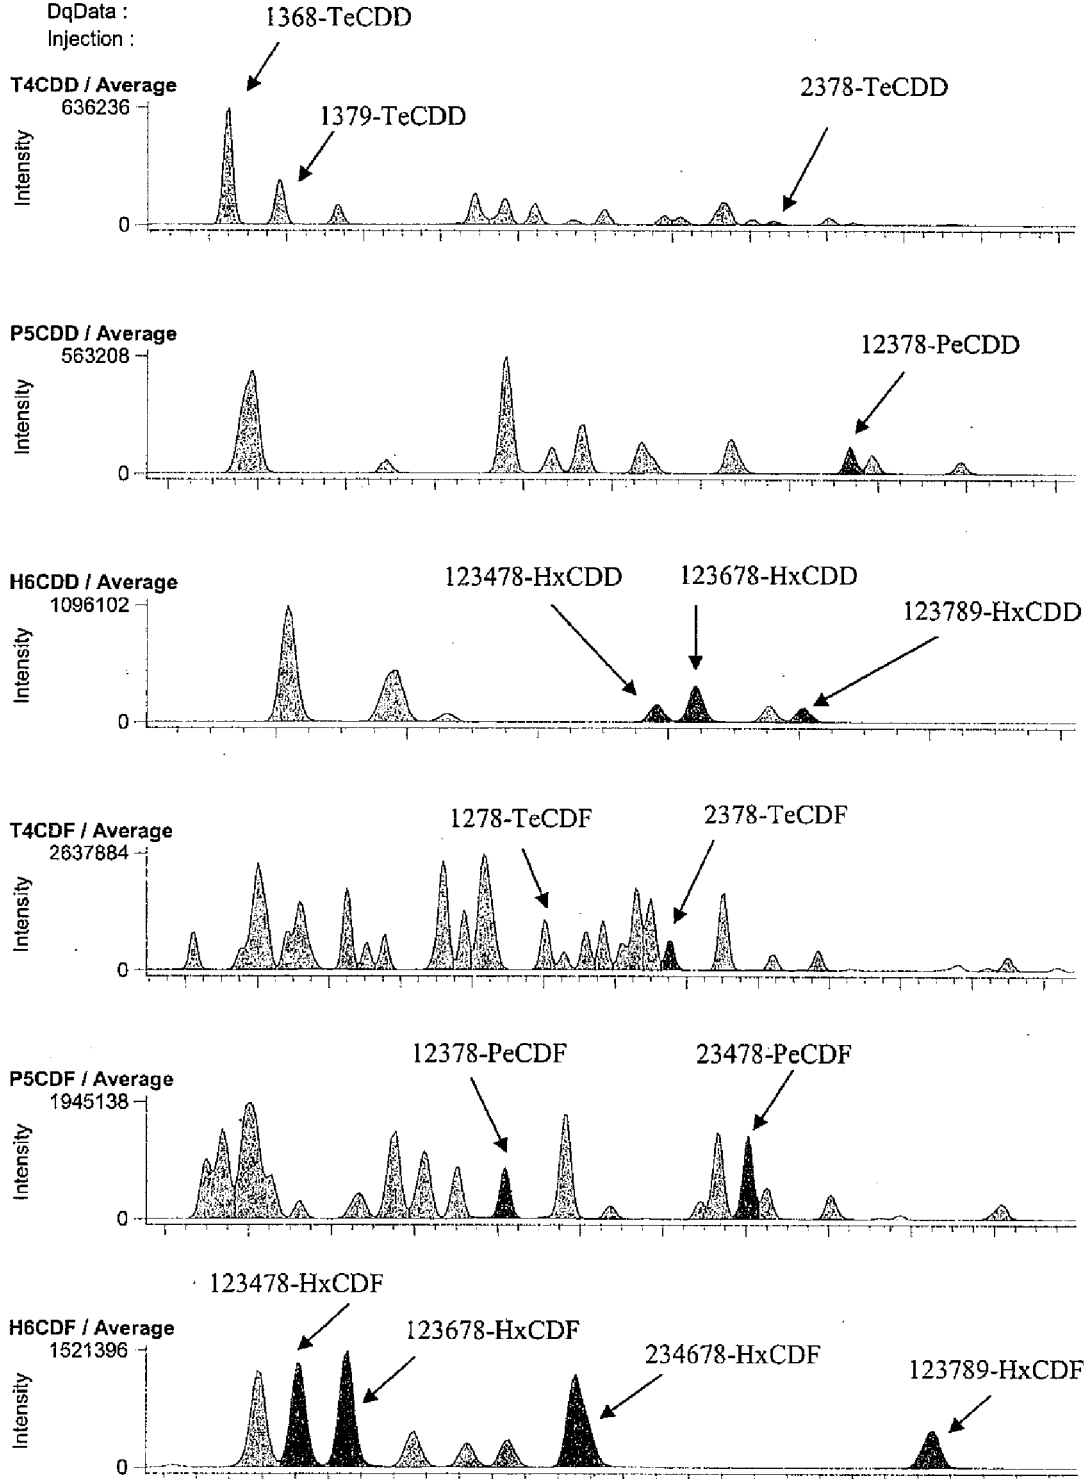 DqData :
Injection :
1368-TeCDD
T4CDD / Average
636236
1379-TeCDD
2378-TeCDD
Intensity
0
P5CDD / Average
563208
12378-PeCDD
Intensity
0
H6CDD / Average
1096102
123478-HxCDD
123678-HxCDD
123789-HxCDD
Intensity
0
T4CDF / Average
2637884
1278-TeCDF
2378-TeCDF
Intensity
0
P5CDF / Average
1945138
12378-PeCDF
23478-PeCDF
Intensity
0
123478-HxCDF
H6CDF / Average
1521396
123678-HxCDF
234678-HxCDF
123789-HxCDF
Intensity
0